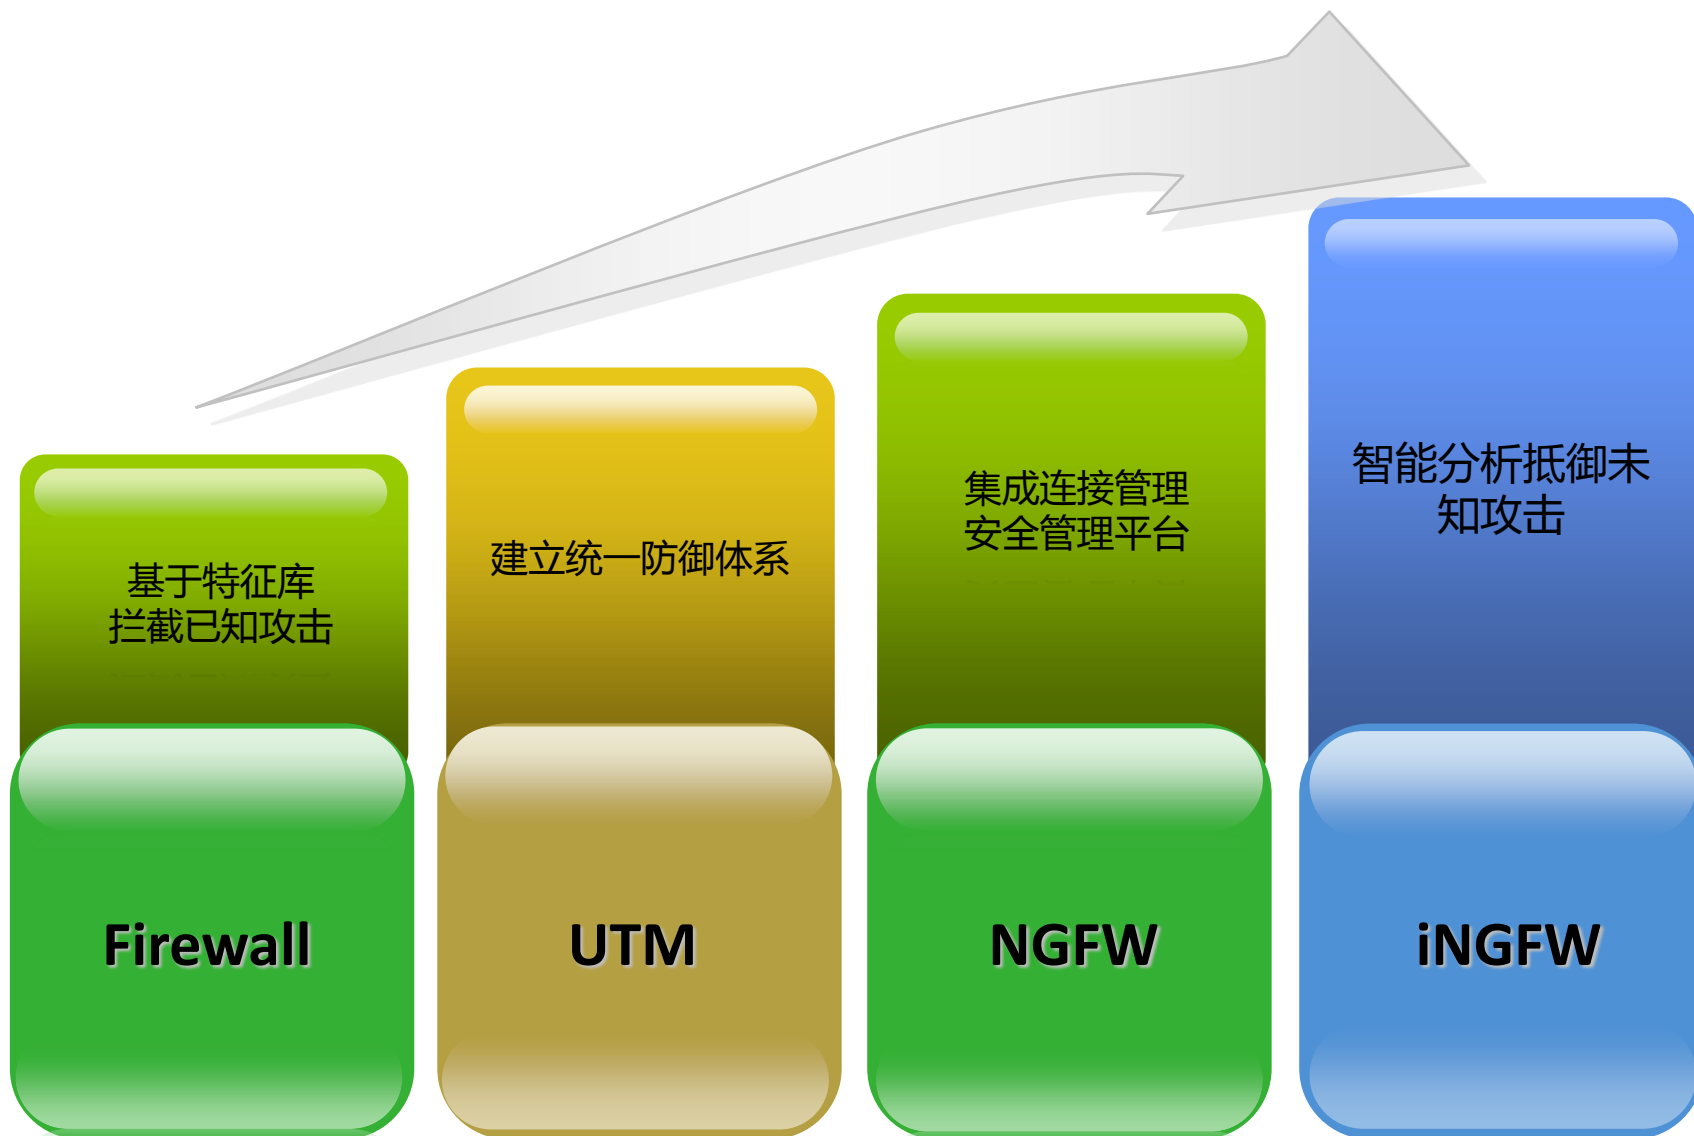 基于特征库
拦截已知攻击
建立统一防御体系
集成连接管理
安全管理平台
智能分析抵御未
知攻击
Firewall
UTM
NGFW
iNGFW